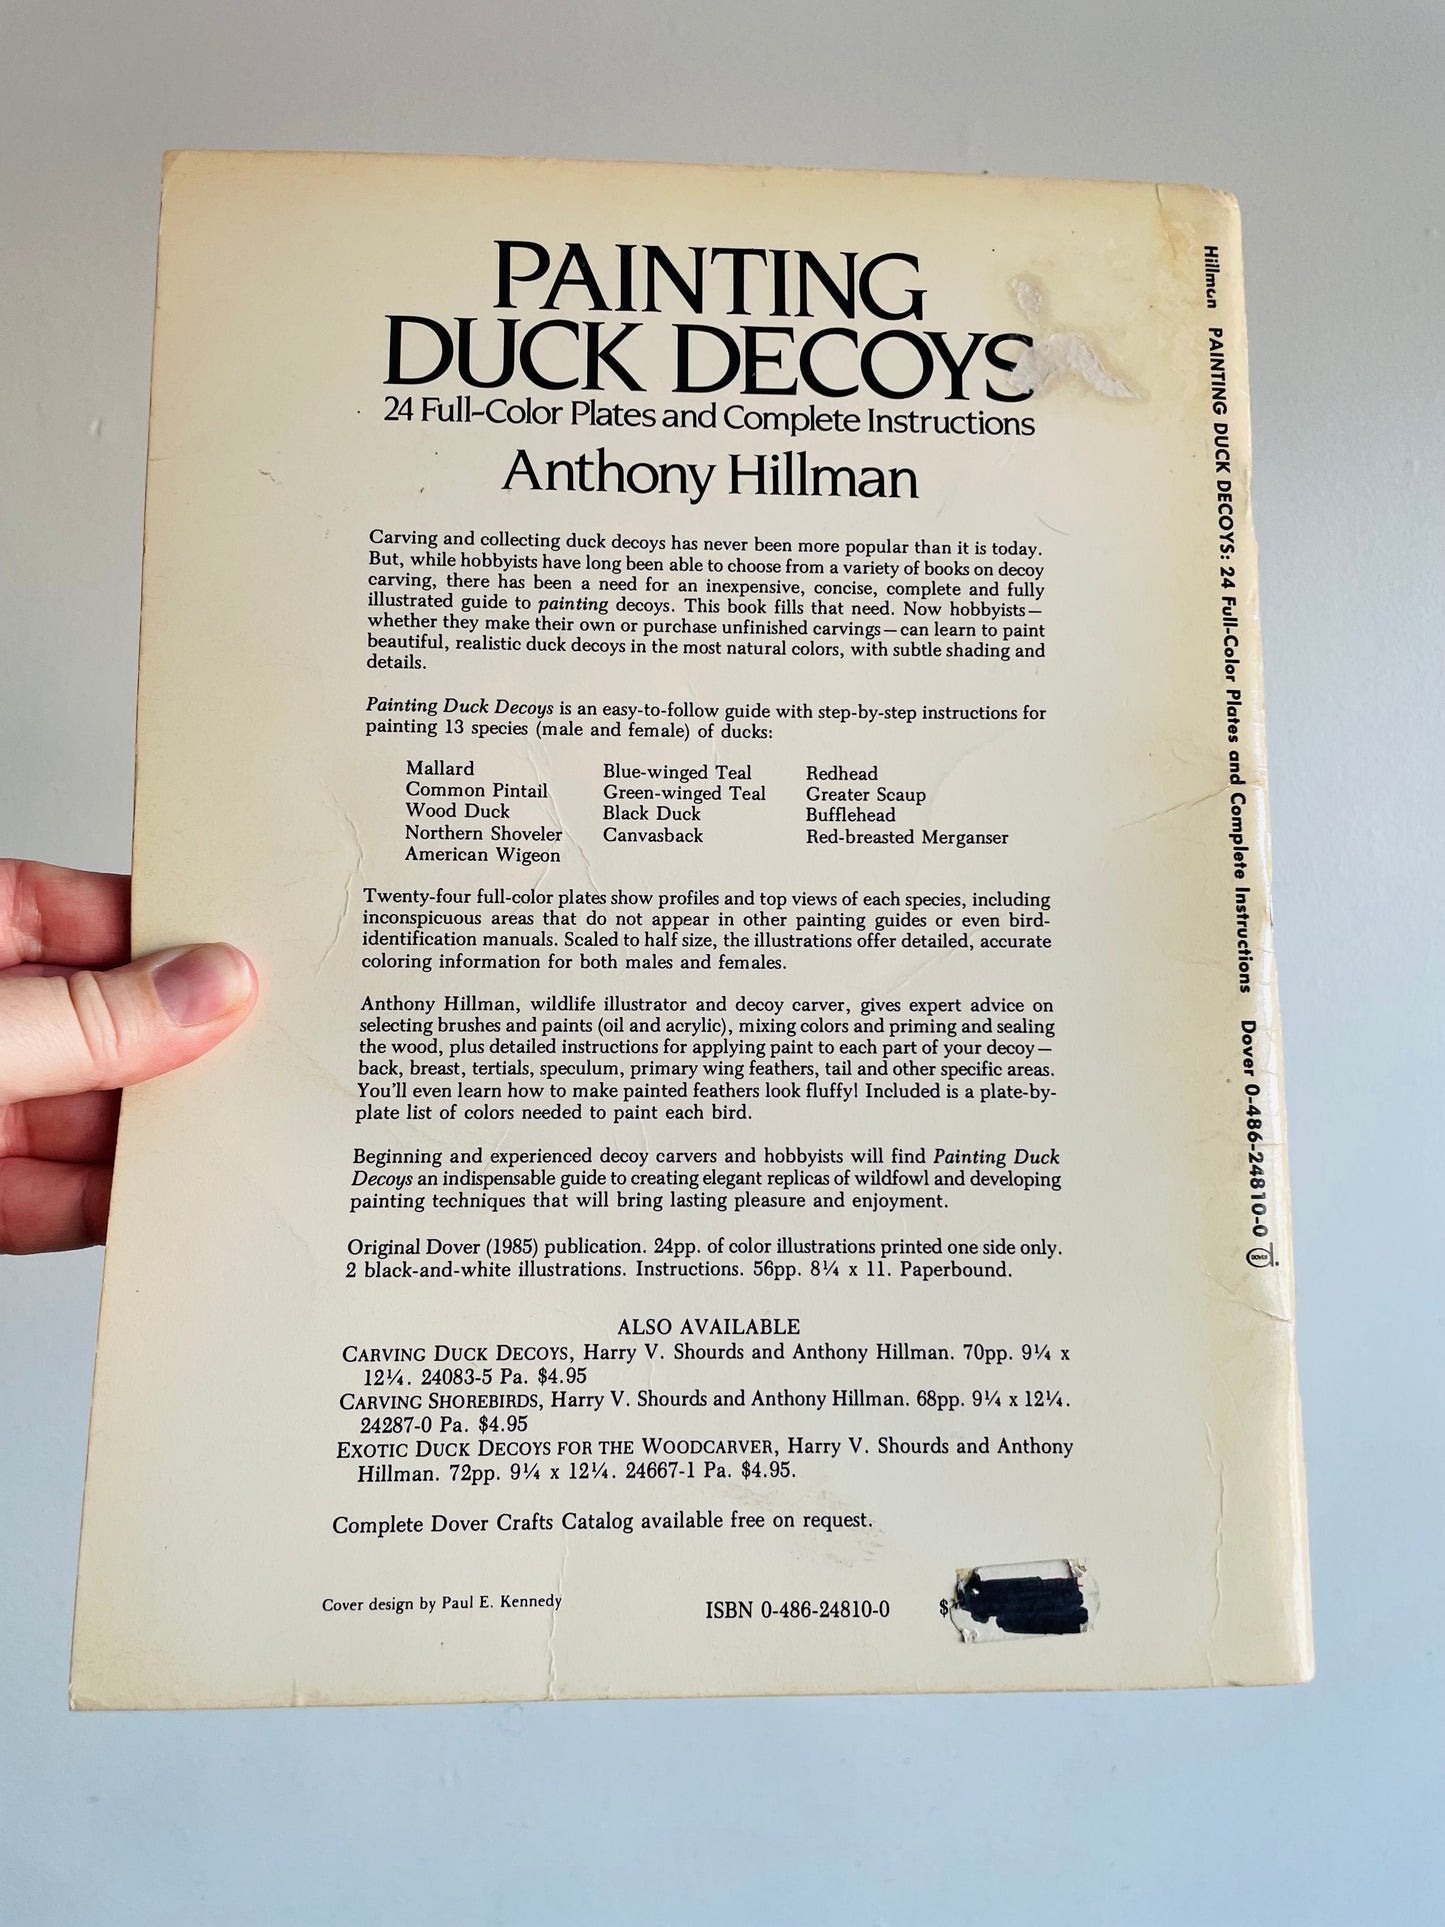 PAINTING
DUCK DECOYS
24 Full-Color Plates and Complete Instructions
Anthony Hillman
Carving and collecting duck decoys has never been more popular than it is today.
But, while hobbyists have long been able to choose from a variety of books on decoy
carving, there has been a need for an inexpensive, concise, complete and fully
illustrated guide to painting decoys. This book fills that need. Now hobbyists—
whether they make their own or purchase unfinished carvings—can learn to paint
beautiful, realistic duck decoys in the most natural colors, with subtle shading and
details.
Painting Duck Decoys is an easy-to-follow guide with step-by-step instructions for
painting 13 species (male and female) of ducks:
Mallard
Common Pintail
Wood Duck
Northern Shoveler
American Wigeon
Blue-winged Teal
Green-winged Teal
Black Duck
Canvasback
Redhead
Greater Scaup
Bufflehead
Red-breasted Merganser
Twenty-four full-color plates show profiles and top views of each species, including
inconspicuous areas that do not appear in other painting guides or even bird-
identification manuals. Scaled to half size, the illustrations offer detailed, accurate
coloring information for both males and females.
Anthony Hillman, wildlife illustrator and decoy carver, gives expert advice on
selecting brushes and paints (oil and acrylic), mixing colors and priming and sealing
the wood, plus detailed instructions for applying paint to each part of your decoy—
back, breast, tertials, speculum, primary wing feathers, tail and other specific areas.
You'll even learn how to make painted feathers look fluffy! Included is a plate-by-
plate list of colors needed to paint each bird.
Beginning and experienced decoy carvers and hobbyists will find Painting Duck
Decoys an indispensable guide to creating elegant replicas of wildfowl and developing
painting techniques that will bring lasting pleasure and enjoyment.
Original Dover (1985) publication. 24pp. of color illustrations printed one side only.
2 black-and-white illustrations. Instructions. 56pp. 8¼ x 11. Paperbound.
ALSO AVAILABLE
CARVING DUCK DECOYS, Harry V. Shourds and Anthony Hillman. 70pp. 9¼ x
12¼. 24083-5 Pa. $4.95
CARVING SHOREBIRDS, Harry V. Shourds and Anthony Hillman. 68pp. 9¼ x 12¼.
24287-0 Pa. $4.95
EXOTIC DUCK DECOYS FOR THE WOODCARVER, Harry V. Shourds and Anthony
Hillman. 72pp. 9¼ x 12¼. 24667-1 Pa. $4.95.
Complete Dover Crafts Catalog available free on request.
Cover design by Paul E. Kennedy
ISBN 0-486-24810-0
$
Hillman PAINTING DUCK DECOYS: 24 Full-Color Plates and Complete Instructions Dover 0-486-24810-0
DOVER